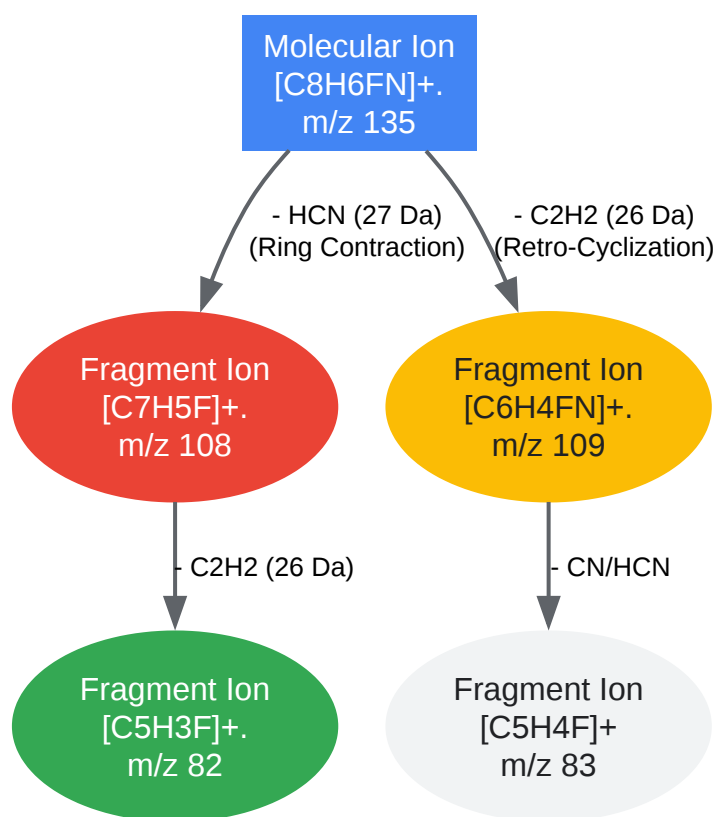 Molecular Ion
[C8H6FN]+.
m/z 135
- HCN (27 Da)
(Ring Contraction)
- C2H2 (26 Da)
(Retro-Cyclization)
Fragment Ion
[C7H5F]+.
m/z 108
Fragment Ion
[C6H4FN]+.
m/z 109
- C2H2 (26 Da)
- CN/HCN
Fragment Ion
[C5H3F]+.
m/z 82
Fragment Ion
[C5H4F]+
m/z 83